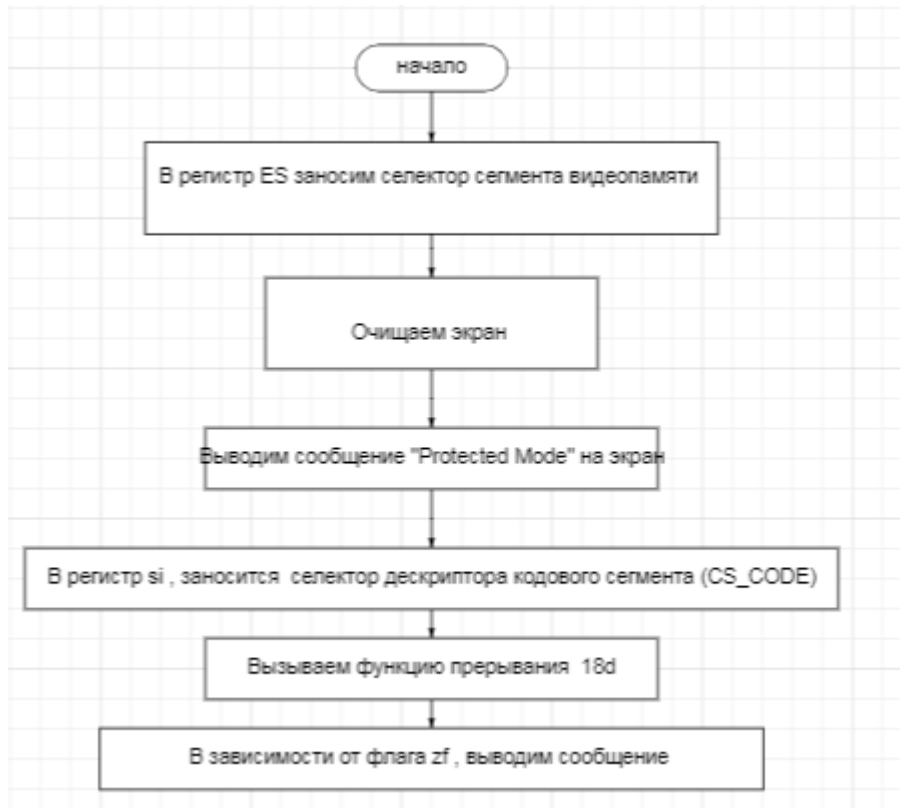 начало
В регистр ES заносим селектор сегмента видеопамяти
Очищаем экран
Выводим сообщение "Protected Mode" на экран
В регистр si , заносится селектор дескриптора кодового сегмента (CS_CODE)
Вызываем функцию прерывания 18d
В зависимости от флага zf , выводим сообщение